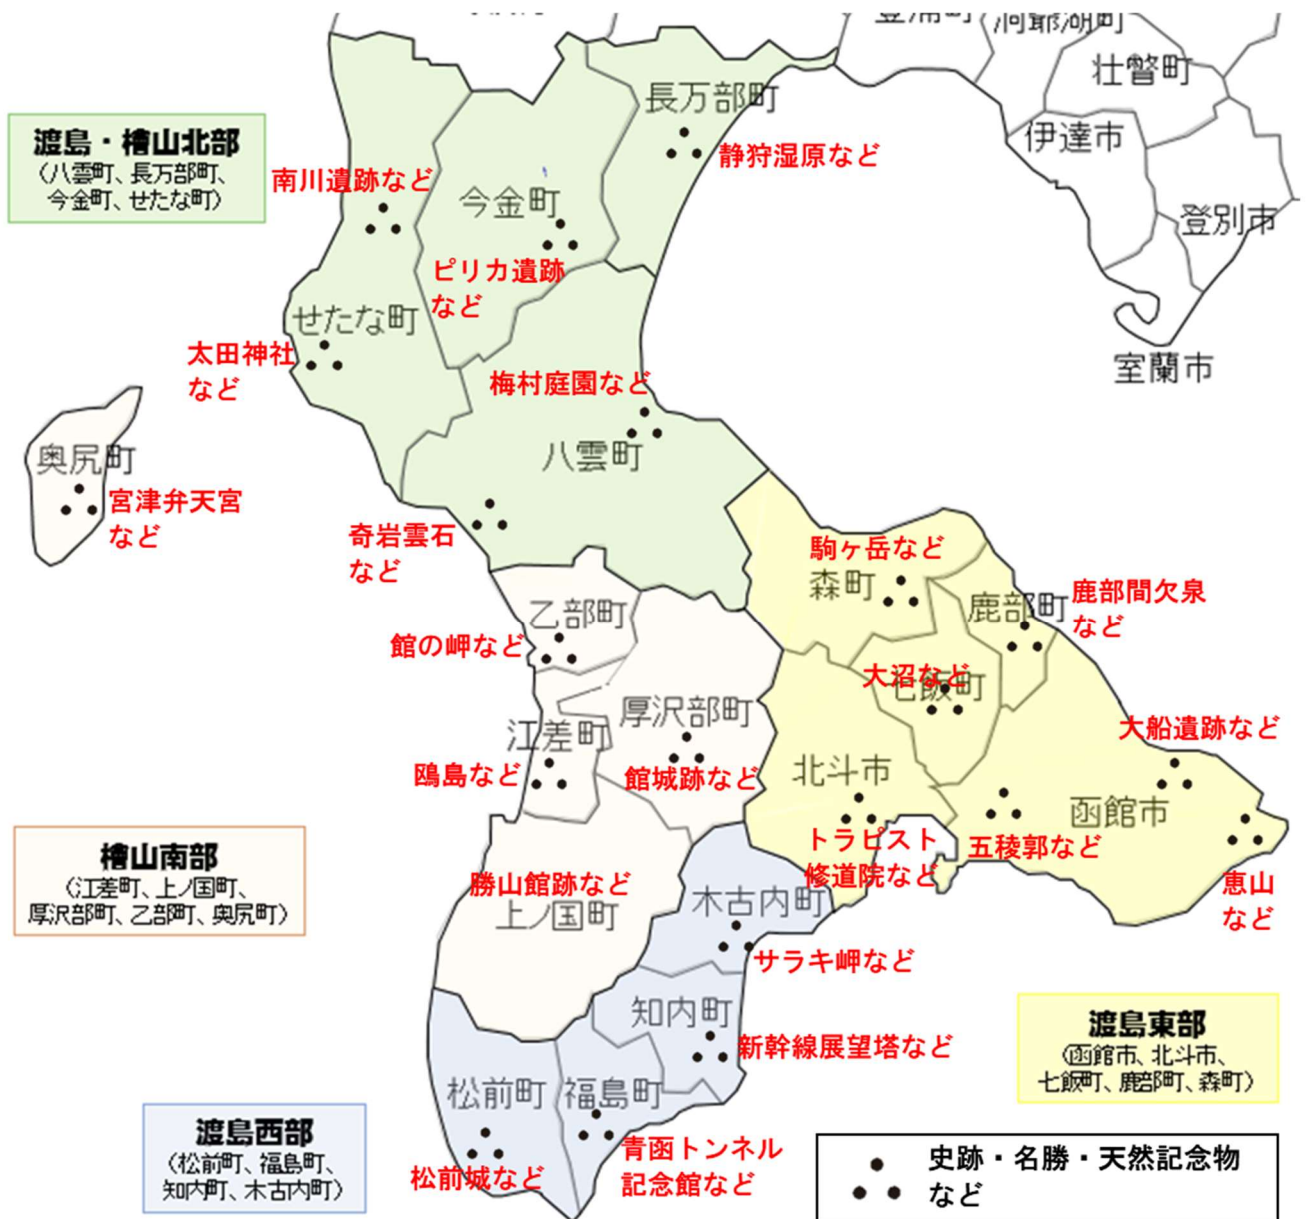 豊浦町
洞爺湖町
壮瞥町
伊達市
登別市
室蘭市
長万部町
静狩湿原など
渡島・檜山北部
(八雲町、長万部町、
今金町、せたな町)
南川遺跡など
今金町
ピリカ遺跡
など
せたな町
太田神社
など
梅村庭園など
八雲町
奥尻町
宮津弁天宮
など
奇岩雲石
など
駒ヶ岳など
森町
鹿部町
鹿部間欠泉
など
乙部町
館の岬など
大沼など
七飯町
厚沢部町
江差町
大船遺跡など
鴎島など
館城跡など
北斗市
函館市
トラピスト
修道院など
五稜郭など
恵山
など
檜山南部
(江差町、上ノ国町、
厚沢部町、乙部町、奥尻町)
勝山館跡など
上ノ国町
木古内町
サラキ岬など
知内町
新幹線展望塔など
渡島東部
(函館市、北斗市、
七飯町、鹿部町、森町)
松前町
福島町
渡島西部
(松前町、福島町、
知内町、木古内町)
松前城など
青函トンネル
記念館など
史跡・名勝・天然記念物
など